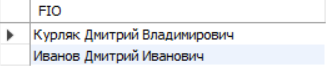 FIO
Курляк Дмитрий Владимирович
Иванов Дмитрий Иванович